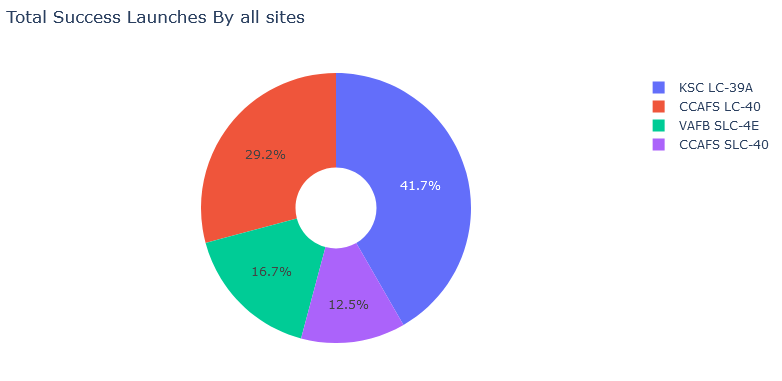 Total Success Launches By all sites
KSC LC-39A
CCAFS LC-40
VAFB SLC-4E
CCAFS SLC-40
29.2%
41.7%
16.7%
12.5%